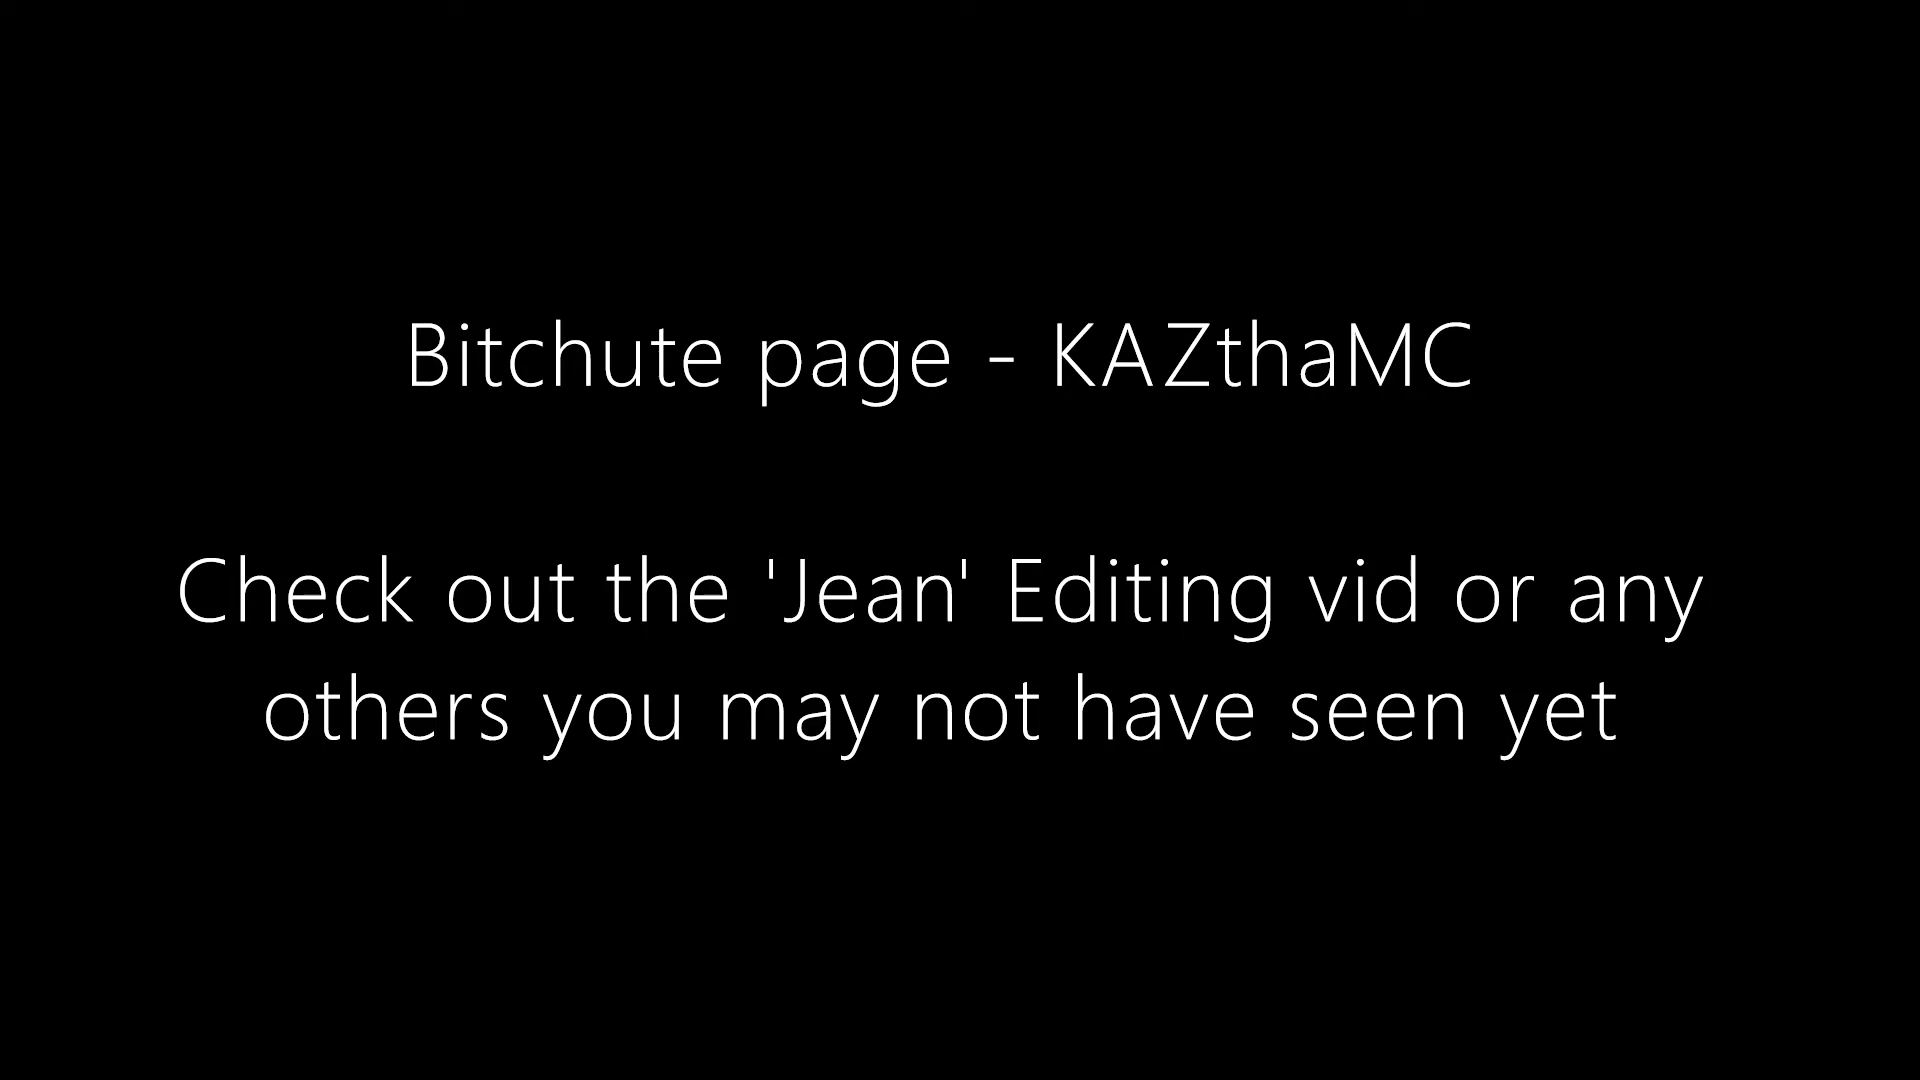 Bitchute page - KAZthaMC
Check out the 'Jean' Editing vid or any
others you may not have seen yet